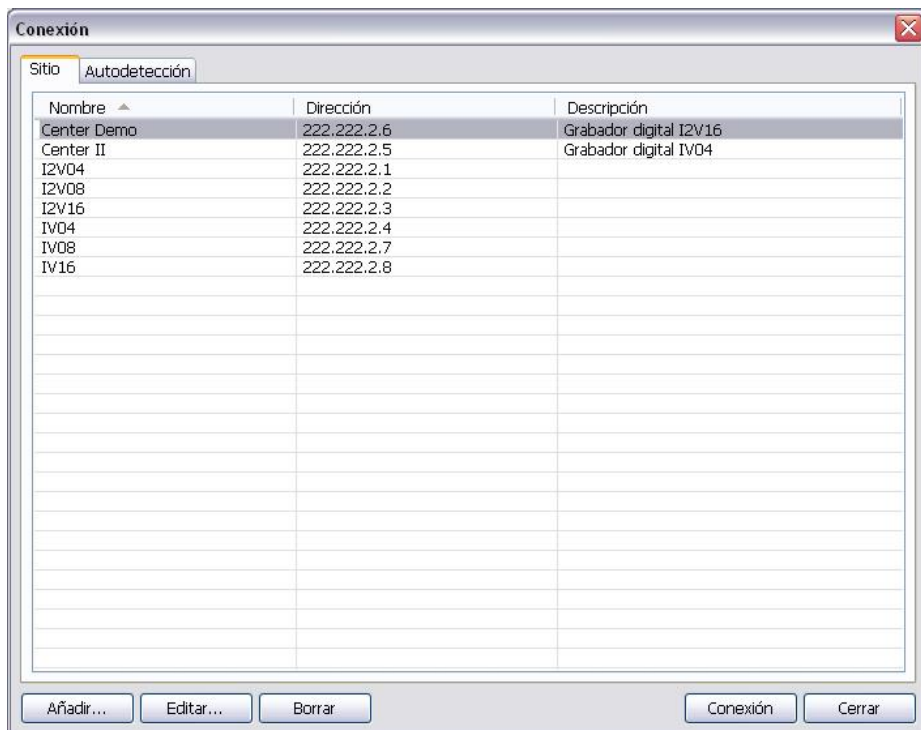 Conexión
Sitio Autodetección
Nombre Dirección Descripción
Center Demo 222.222.2.6 Grabador digital I2V16
Center II 222.222.2.5 Grabador digital IV04
I2V04 222.222.2.1
I2V08 222.222.2.2
I2V16 222.222.2.3
IV04 222.222.2.4
IV08 222.222.2.7
IV16 222.222.2.8
Añadir... Editar... Borrar Conexión Cerrar